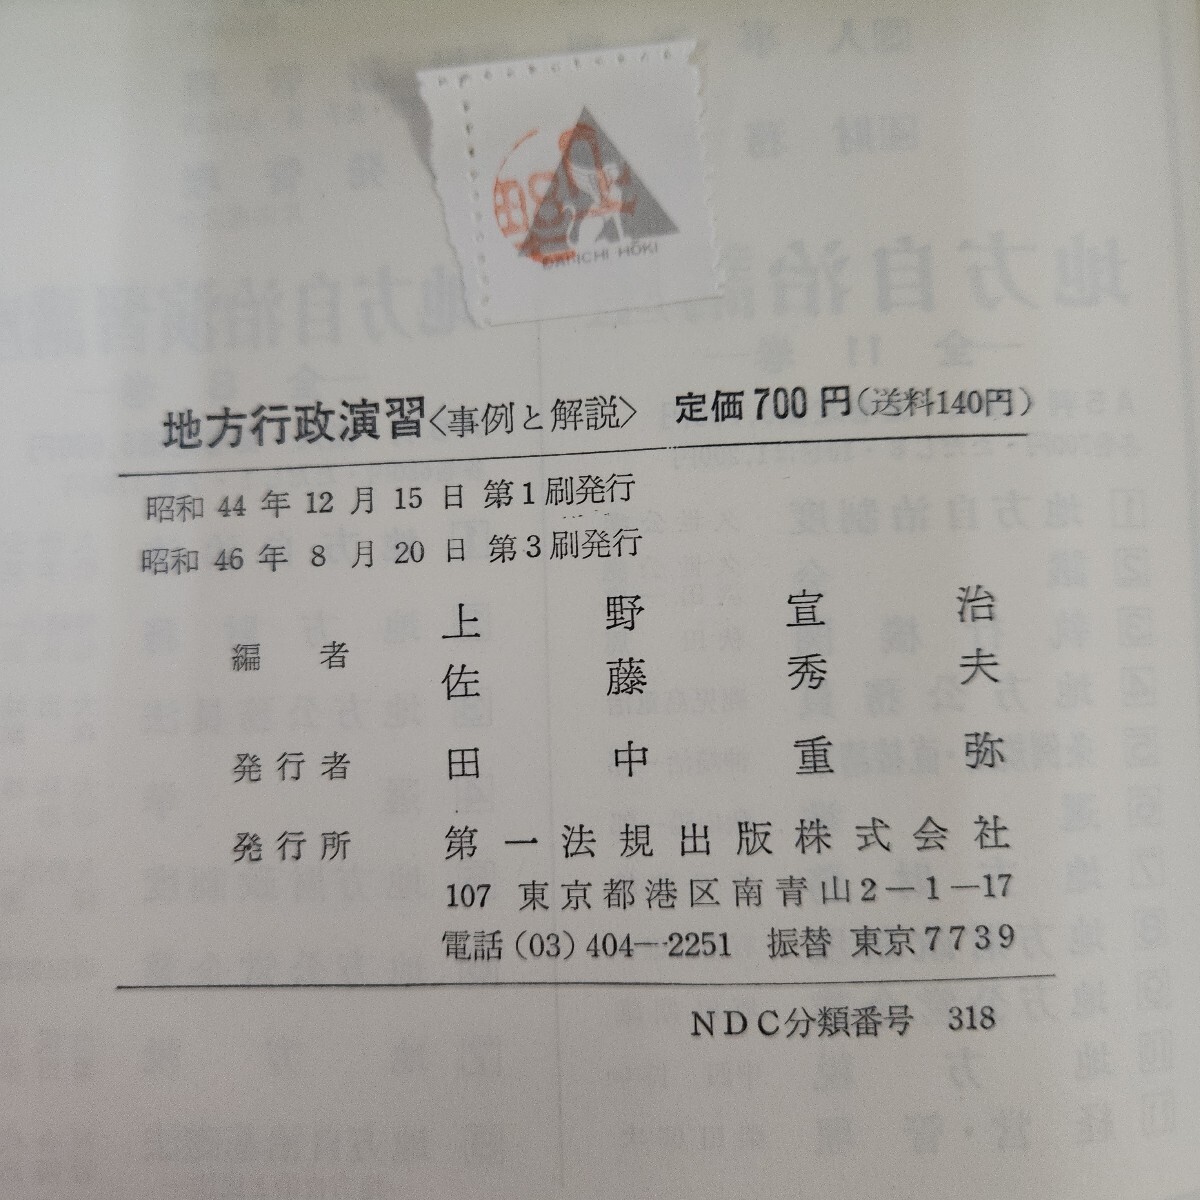 DAIICHI HŌKI
地方行政演習〈事例と解説〉 定価700円(送料140円)
昭和44年12月15日 第1刷発行
昭和46年8月20日 第3刷発行
編者 上野宣治
佐藤秀夫
発行者 田中重弥
発行所 第一法規出版株式会社
107 東京都港区南青山2-1-17
電話(03)404-2251 振替 東京7739
NDC分類番号 318